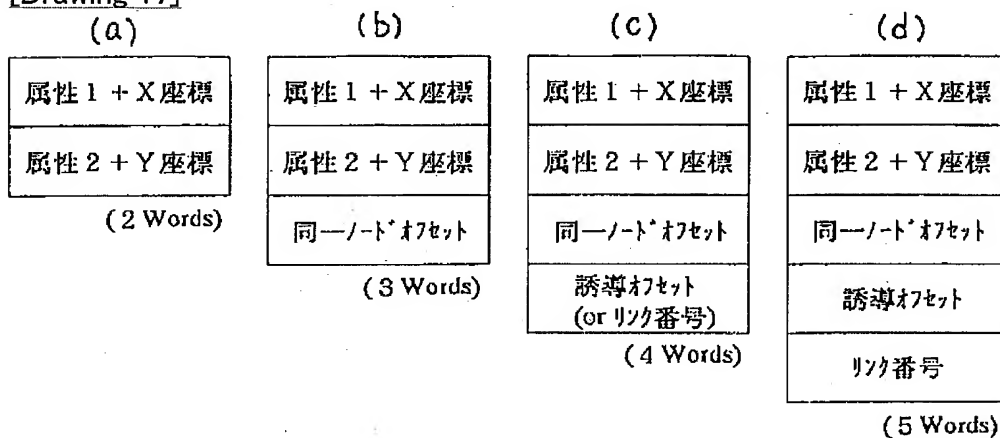 [Drawing 17]
(a)
属性1+X座標
属性2+Y座標
(2 Words)
(b)
属性1+X座標
属性2+Y座標
同一ﾉｰﾄﾞｵﾌｾｯﾄ
(3 Words)
(c)
属性1+X座標
属性2+Y座標
同一ﾉｰﾄﾞｵﾌｾｯﾄ
誘導ｵﾌｾｯﾄ
(or ﾘﾝｸ番号)
(4 Words)
(d)
属性1+X座標
属性2+Y座標
同一ﾉｰﾄﾞｵﾌｾｯﾄ
誘導ｵﾌｾｯﾄ
ﾘﾝｸ番号
(5 Words)